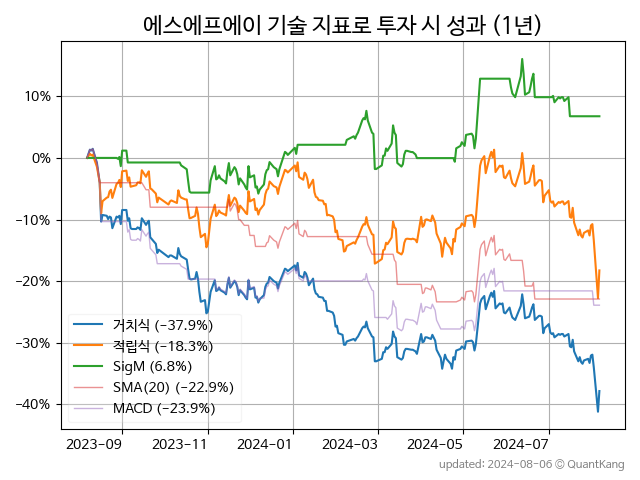 에스에프에이 기술 지표로 투자 시 성과 (1년)
10%
0%
−10%
−20%
−30%
−40%
거치식 (−37.9%)
적립식 (−18.3%)
SigM (6.8%)
SMA(20) (−22.9%)
MACD (−23.9%)
2023-09
2023-11
2024-01
2024-03
2024-05
2024-07
updated: 2024-08-06 © QuantKang